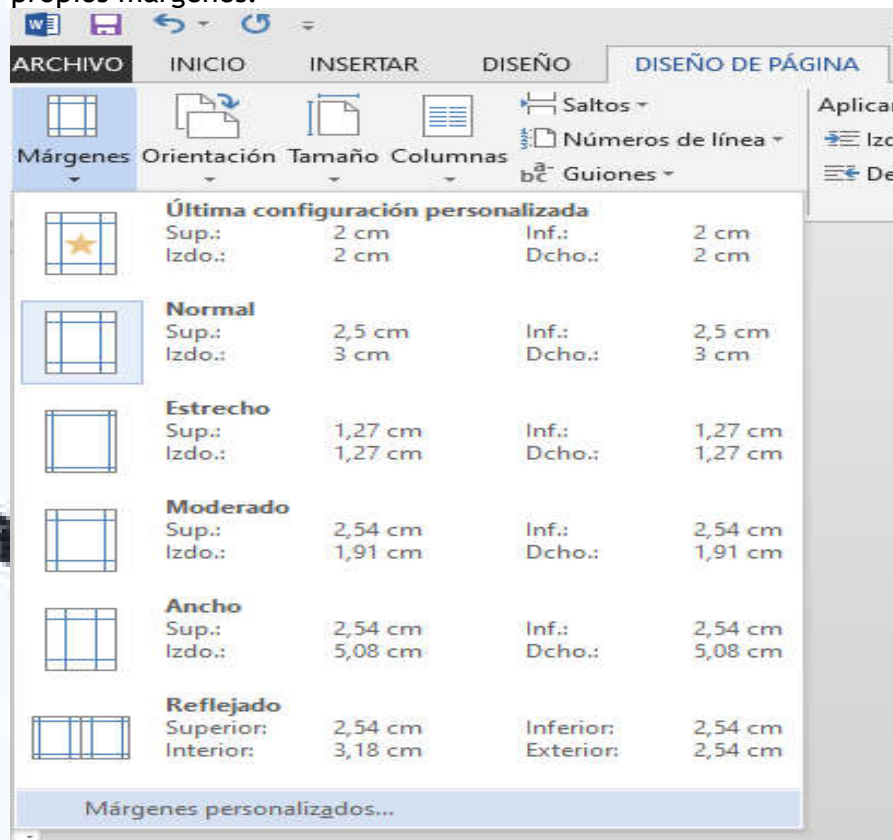 propios márgenes.
ARCHIVO INICIO INSERTAR DISEÑO DISEÑO DE PÁGINA
Márgenes Orientación Tamaño Columnas
Saltos
Números de línea
Guiones
Aplicar
Izq
De
Última configuración personalizada
Sup.: 2 cm Inf.: 2 cm
Izdo.: 2 cm Dcho.: 2 cm
Normal
Sup.: 2,5 cm Inf.: 2,5 cm
Izdo.: 3 cm Dcho.: 3 cm
Estrecho
Sup.: 1,27 cm Inf.: 1,27 cm
Izdo.: 1,27 cm Dcho.: 1,27 cm
Moderado
Sup.: 2,54 cm Inf.: 2,54 cm
Izdo.: 1,91 cm Dcho.: 1,91 cm
Ancho
Sup.: 2,54 cm Inf.: 2,54 cm
Izdo.: 5,08 cm Dcho.: 5,08 cm
Reflejado
Superior: 2,54 cm Inferior: 2,54 cm
Interior: 3,18 cm Exterior: 2,54 cm
Márgenes personalizados...